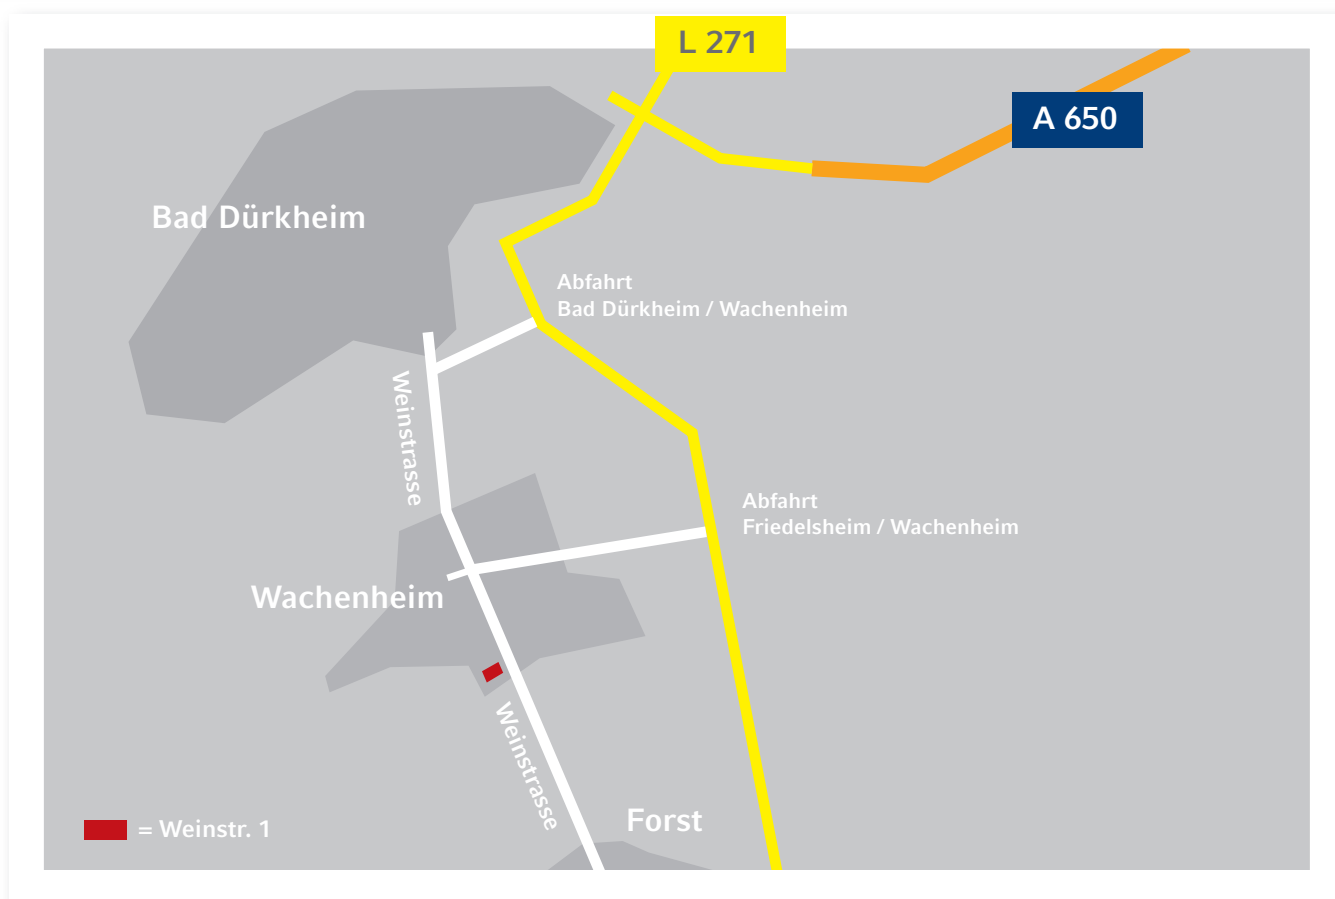 L 271
A 650
Bad Dürkheim
Abfahrt
Bad Dürkheim / Wachenheim
Weinstrasse
Abfahrt
Friedelsheim / Wachenheim
Wachenheim
Weinstrasse
Forst
= Weinstr. 1